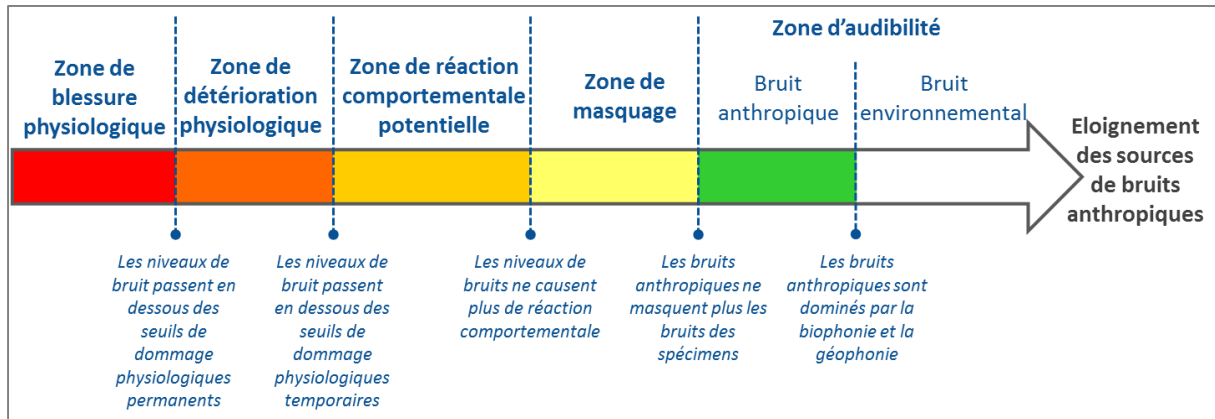 Zone d'audibilité
Zone de
blessure
physiologique
Zone de
détérioration
physiologique
Zone de réaction
comportementale
potentielle
Zone de
masquage
Bruit
anthropique
Bruit
environnemental
Eloignement
des sources
de bruits
anthropiques
Les niveaux de
bruit passent en
dessous des
seuils de
dommage
physiologiques
permanents
Les niveaux de
bruit passent
en dessous des
seuils de
dommage
physiologiques
temporaires
Les niveaux de
bruits ne causent
plus de réaction
comportementale
Les bruits
anthropiques ne
masquent plus les
bruits des
spécimens
Les bruits
anthropiques sont
dominés par la
biophonie et la
géophonie